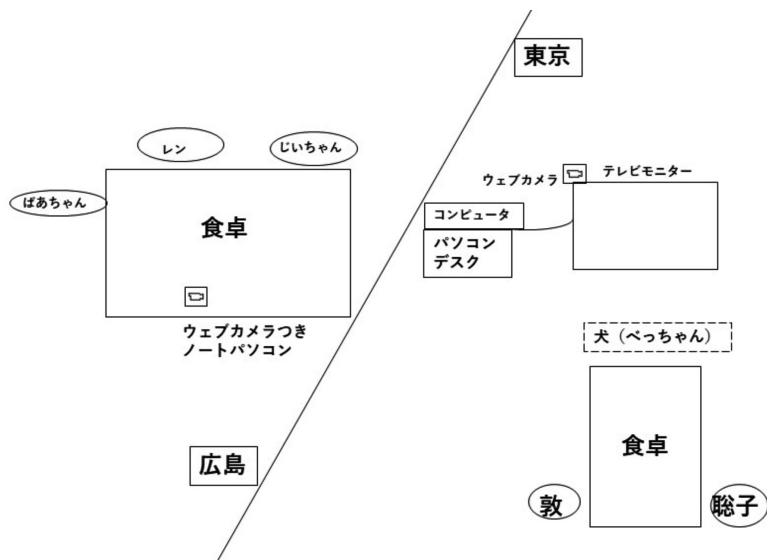 東京
レン
じいちゃん
ばあちゃん
食卓
ウェブカメラつき
ノートパソコン
広島
ウェブカメラ
テレビモニター
コンピュータ
パソコン
デスク
犬（べっちゃん）
食卓
敦
聡子